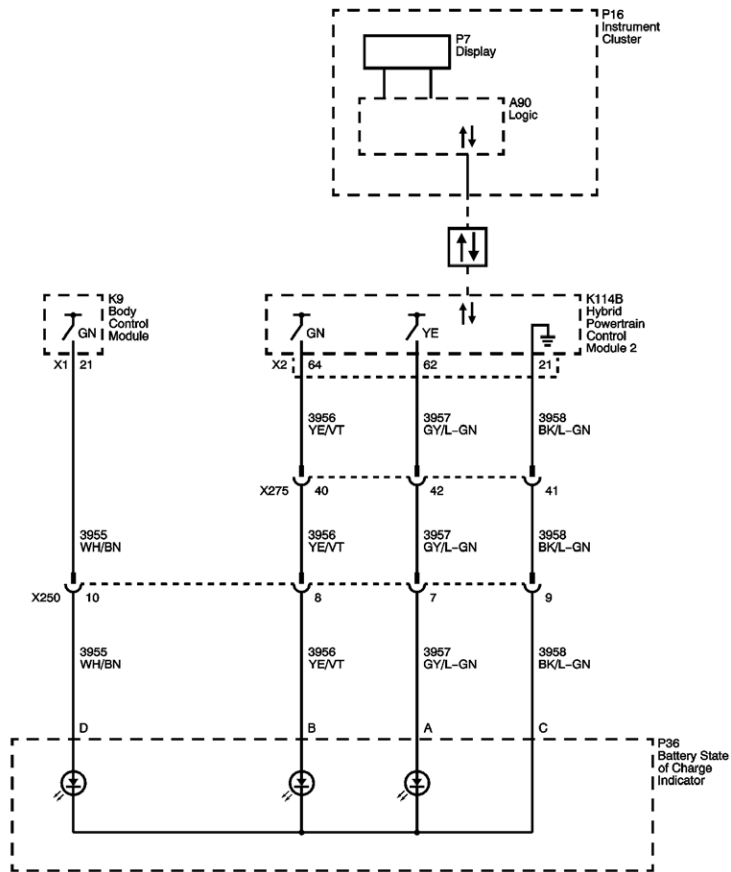 P16
Instrument
Cluster
P7
Display
A90
Logic
K9
Body
Control
Module
GN
X1 21
K114B
Hybrid
Powertrain
Control
Module 2
GN
YE
X2 64 62 21
3956
YE/VT
3957
GY/L-GN
3958
BK/L-GN
X275 40 42 41
3955
WH/BN
3956
YE/VT
3957
GY/L-GN
3958
BK/L-GN
X250 10 8 7 9
3955
WH/BN
3956
YE/VT
3957
GY/L-GN
3958
BK/L-GN
D B A C
P36
Battery State
of Charge
Indicator